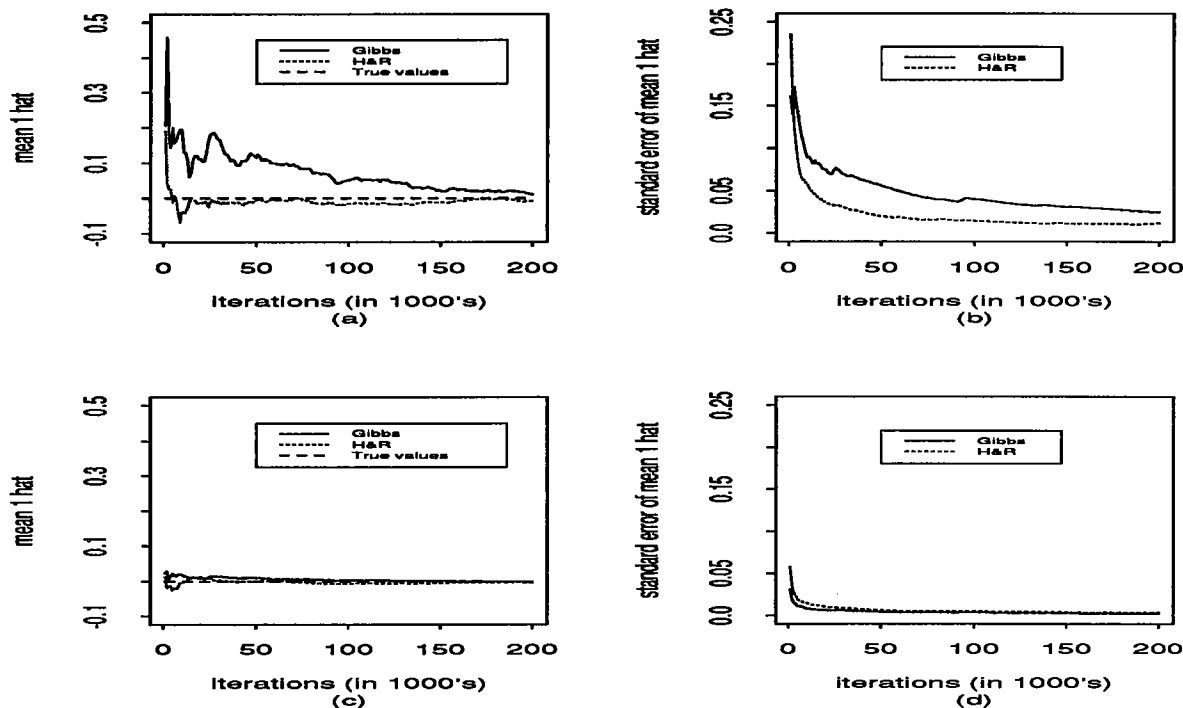 mean 1 hat
0.5
0.3
0.1
-0.1
Gibbs
H&R
True values
0
50
100
150
200
Iterations (in 1000's)
(a)
standard error of mean 1 hat
0.25
0.15
0.05
0.0
Gibbs
H&R
0
50
100
150
200
iterations (in 1000's)
(b)
mean 1 hat
0.5
0.3
0.1
-0.1
Gibbs
H&R
True values
0
50
100
150
200
Iterations (in 1000's)
(c)
standard error of mean 1 hat
0.25
0.15
0.05
0.0
Gibbs
H&R
0
50
100
150
200
iterations (in 1000's)
(d)